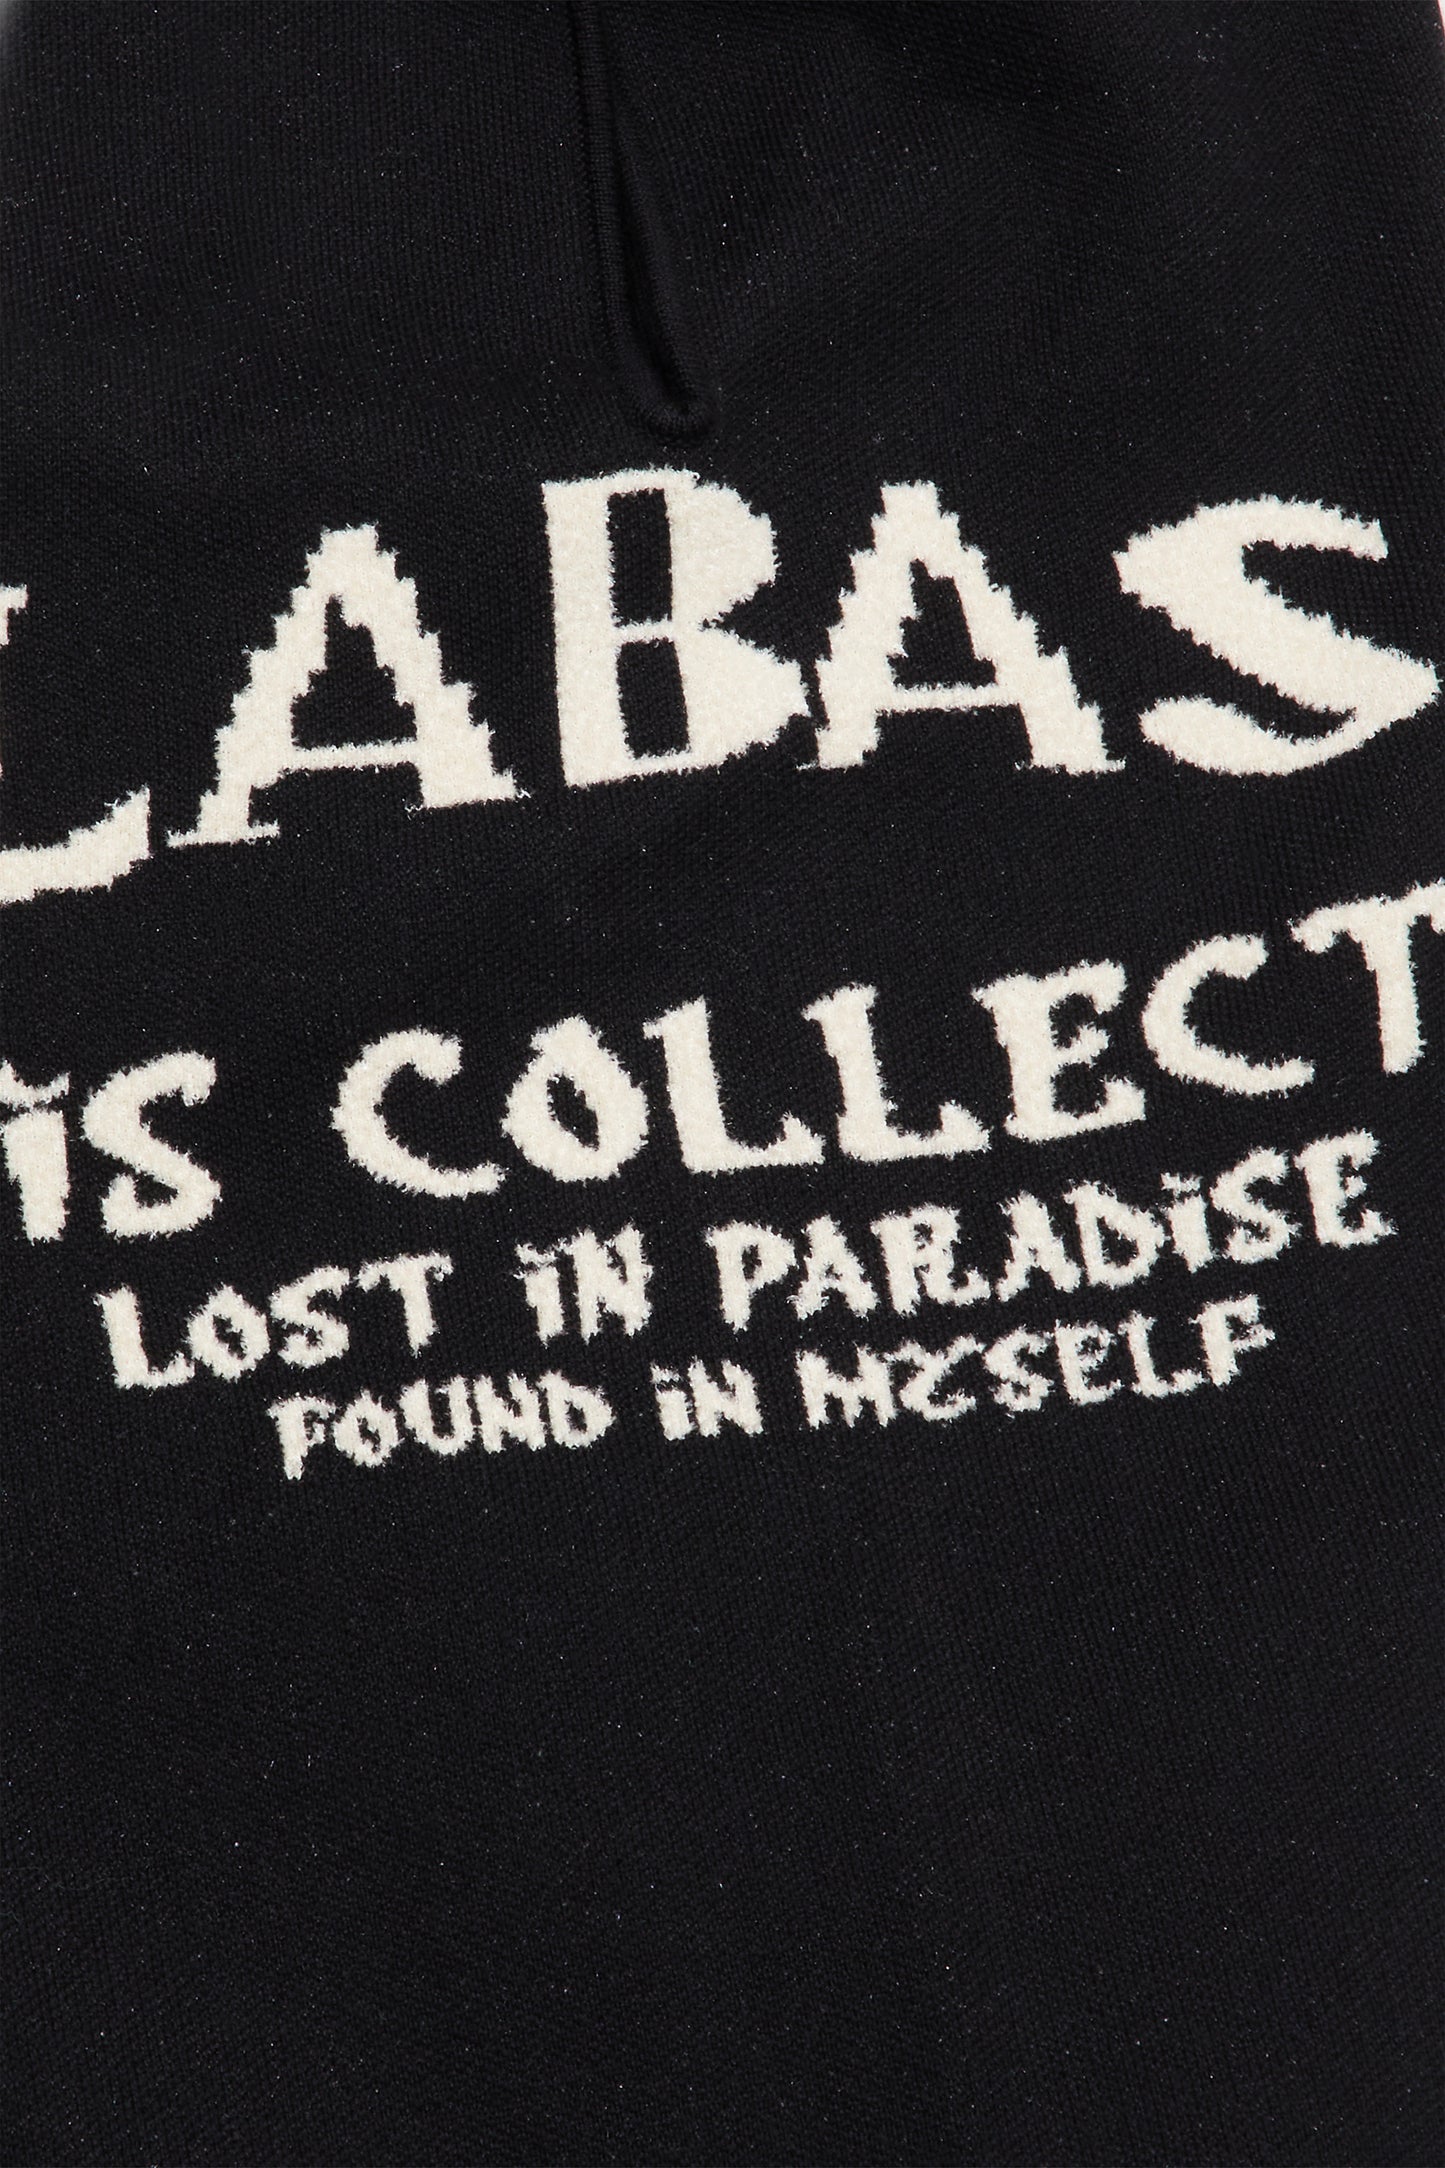 LABAS
iS COLLECT
LOST iN PARADiSE
FOUND iN MYSELF